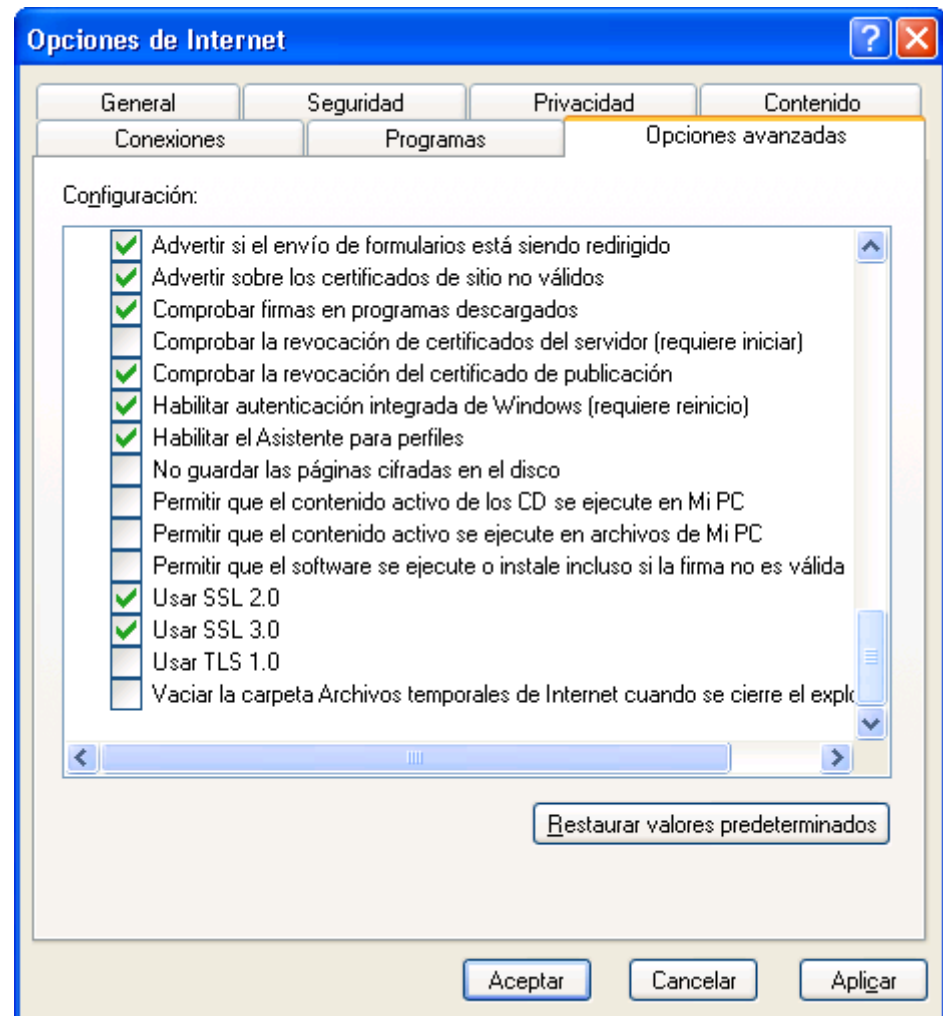 Opciones de Internet
General
Seguridad
Privacidad
Contenido
Conexiones
Programas
Opciones avanzadas
Configuración:
Advertir si el envío de formularios está siendo redirigido
Advertir sobre los certificados de sitio no válidos
Comprobar firmas en programas descargados
Comprobar la revocación de certificados del servidor (requiere iniciar)
Comprobar la revocación del certificado de publicación
Habilitar autenticación integrada de Windows (requiere reinicio)
Habilitar el Asistente para perfiles
No guardar las páginas cifradas en el disco
Permitir que el contenido activo de los CD se ejecute en Mi PC
Permitir que el contenido activo se ejecute en archivos de Mi PC
Permitir que el software se ejecute o instale incluso si la firma no es válida
Usar SSL 2.0
Usar SSL 3.0
Usar TLS 1.0
Vaciar la carpeta Archivos temporales de Internet cuando se cierre el explo
Restaurar valores predeterminados
Aceptar
Cancelar
Aplicar